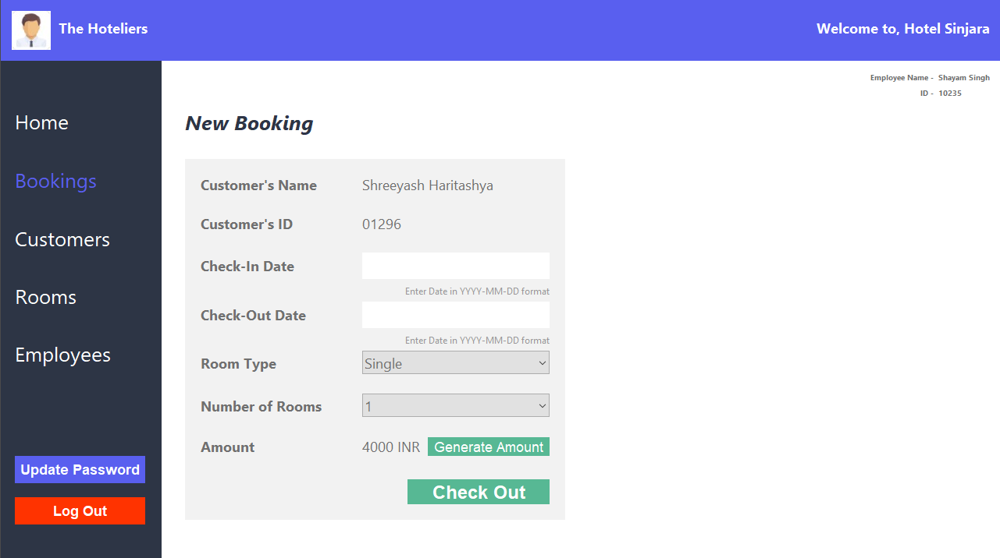 The Hoteliers
Welcome to, Hotel Sinjara
Employee Name - Shayam Singh
ID - 10235
Home
Bookings
Customers
Rooms
Employees
Update Password
Log Out
New Booking
Customer's Name Shreeyash Haritashya
Customer's ID 01296
Check-In Date
Enter Date in YYYY-MM-DD format
Check-Out Date
Enter Date in YYYY-MM-DD format
Room Type Single
Number of Rooms 1
Amount 4000 INR Generate Amount
Check Out